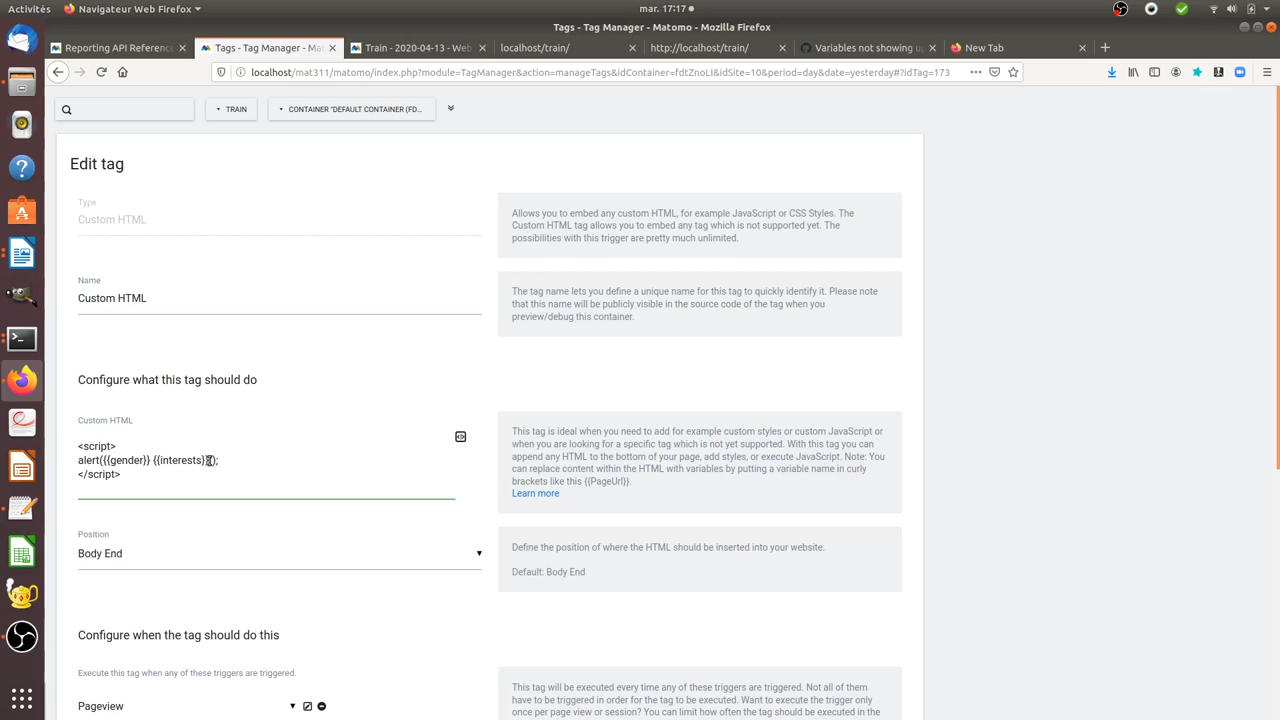 Activités
Navigateur Web Firefox
mar. 17:17
Tags - Tag Manager - Matomo - Mozilla Firefox
Reporting API Reference
Tags - Tag Manager - Mat
Train - 2020-04-13 - Web
localhost/train/
http://localhost/train/
Variables not showing up
New Tab
localhost/mat311/matomo/index.php?module=TagManager&action=manageTags&idContainer=fdtZnoLI&idSite=10&period=day&date=yesterday#?idTag=173
TRAIN
CONTAINER "DEFAULT CONTAINER (FD...
Edit tag
Type
Custom HTML
Allows you to embed any custom HTML, for example JavaScript or CSS Styles. The
Custom HTML tag allows you to embed any tag which is not supported yet. The
possibilities with this trigger are pretty much unlimited.
Name
Custom HTML
The tag name lets you define a unique name for this tag to quickly identify it. Please note
that this name will be publicly visible in the source code of the tag when you
preview/debug this container.
Configure what this tag should do
Custom HTML
<script>
alert({{gender}} {{interests}});
</script>
This tag is ideal when you need to add for example custom styles or custom JavaScript or
when you are looking for a specific tag which is not yet supported. With this tag you can
append any HTML to the bottom of your page, add styles, or execute JavaScript. Note: You
can replace content within the HTML with variables by putting a variable name in curly
brackets like this {{PageUrl}}.
Learn more
Position
Body End
Define the position of where the HTML should be inserted into your website.
Default: Body End
Configure when the tag should do this
Execute this tag when any of these triggers are triggered.
Pageview
This tag will be executed every time any of these triggers are triggered. Not all of them
have to be triggered in order for the tag to be executed. Want to execute the trigger only
once per page view or session? You can limit how often the tag should be executed in the